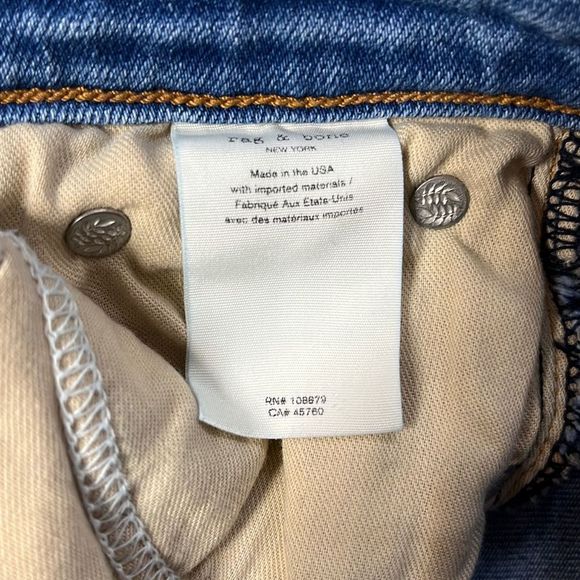 rag & bone
NEW YORK
Made in the USA
with imported materials /
Fabriqué Aux États-Unis
avec des matériaux importés
RN# 108679
CA# 45760